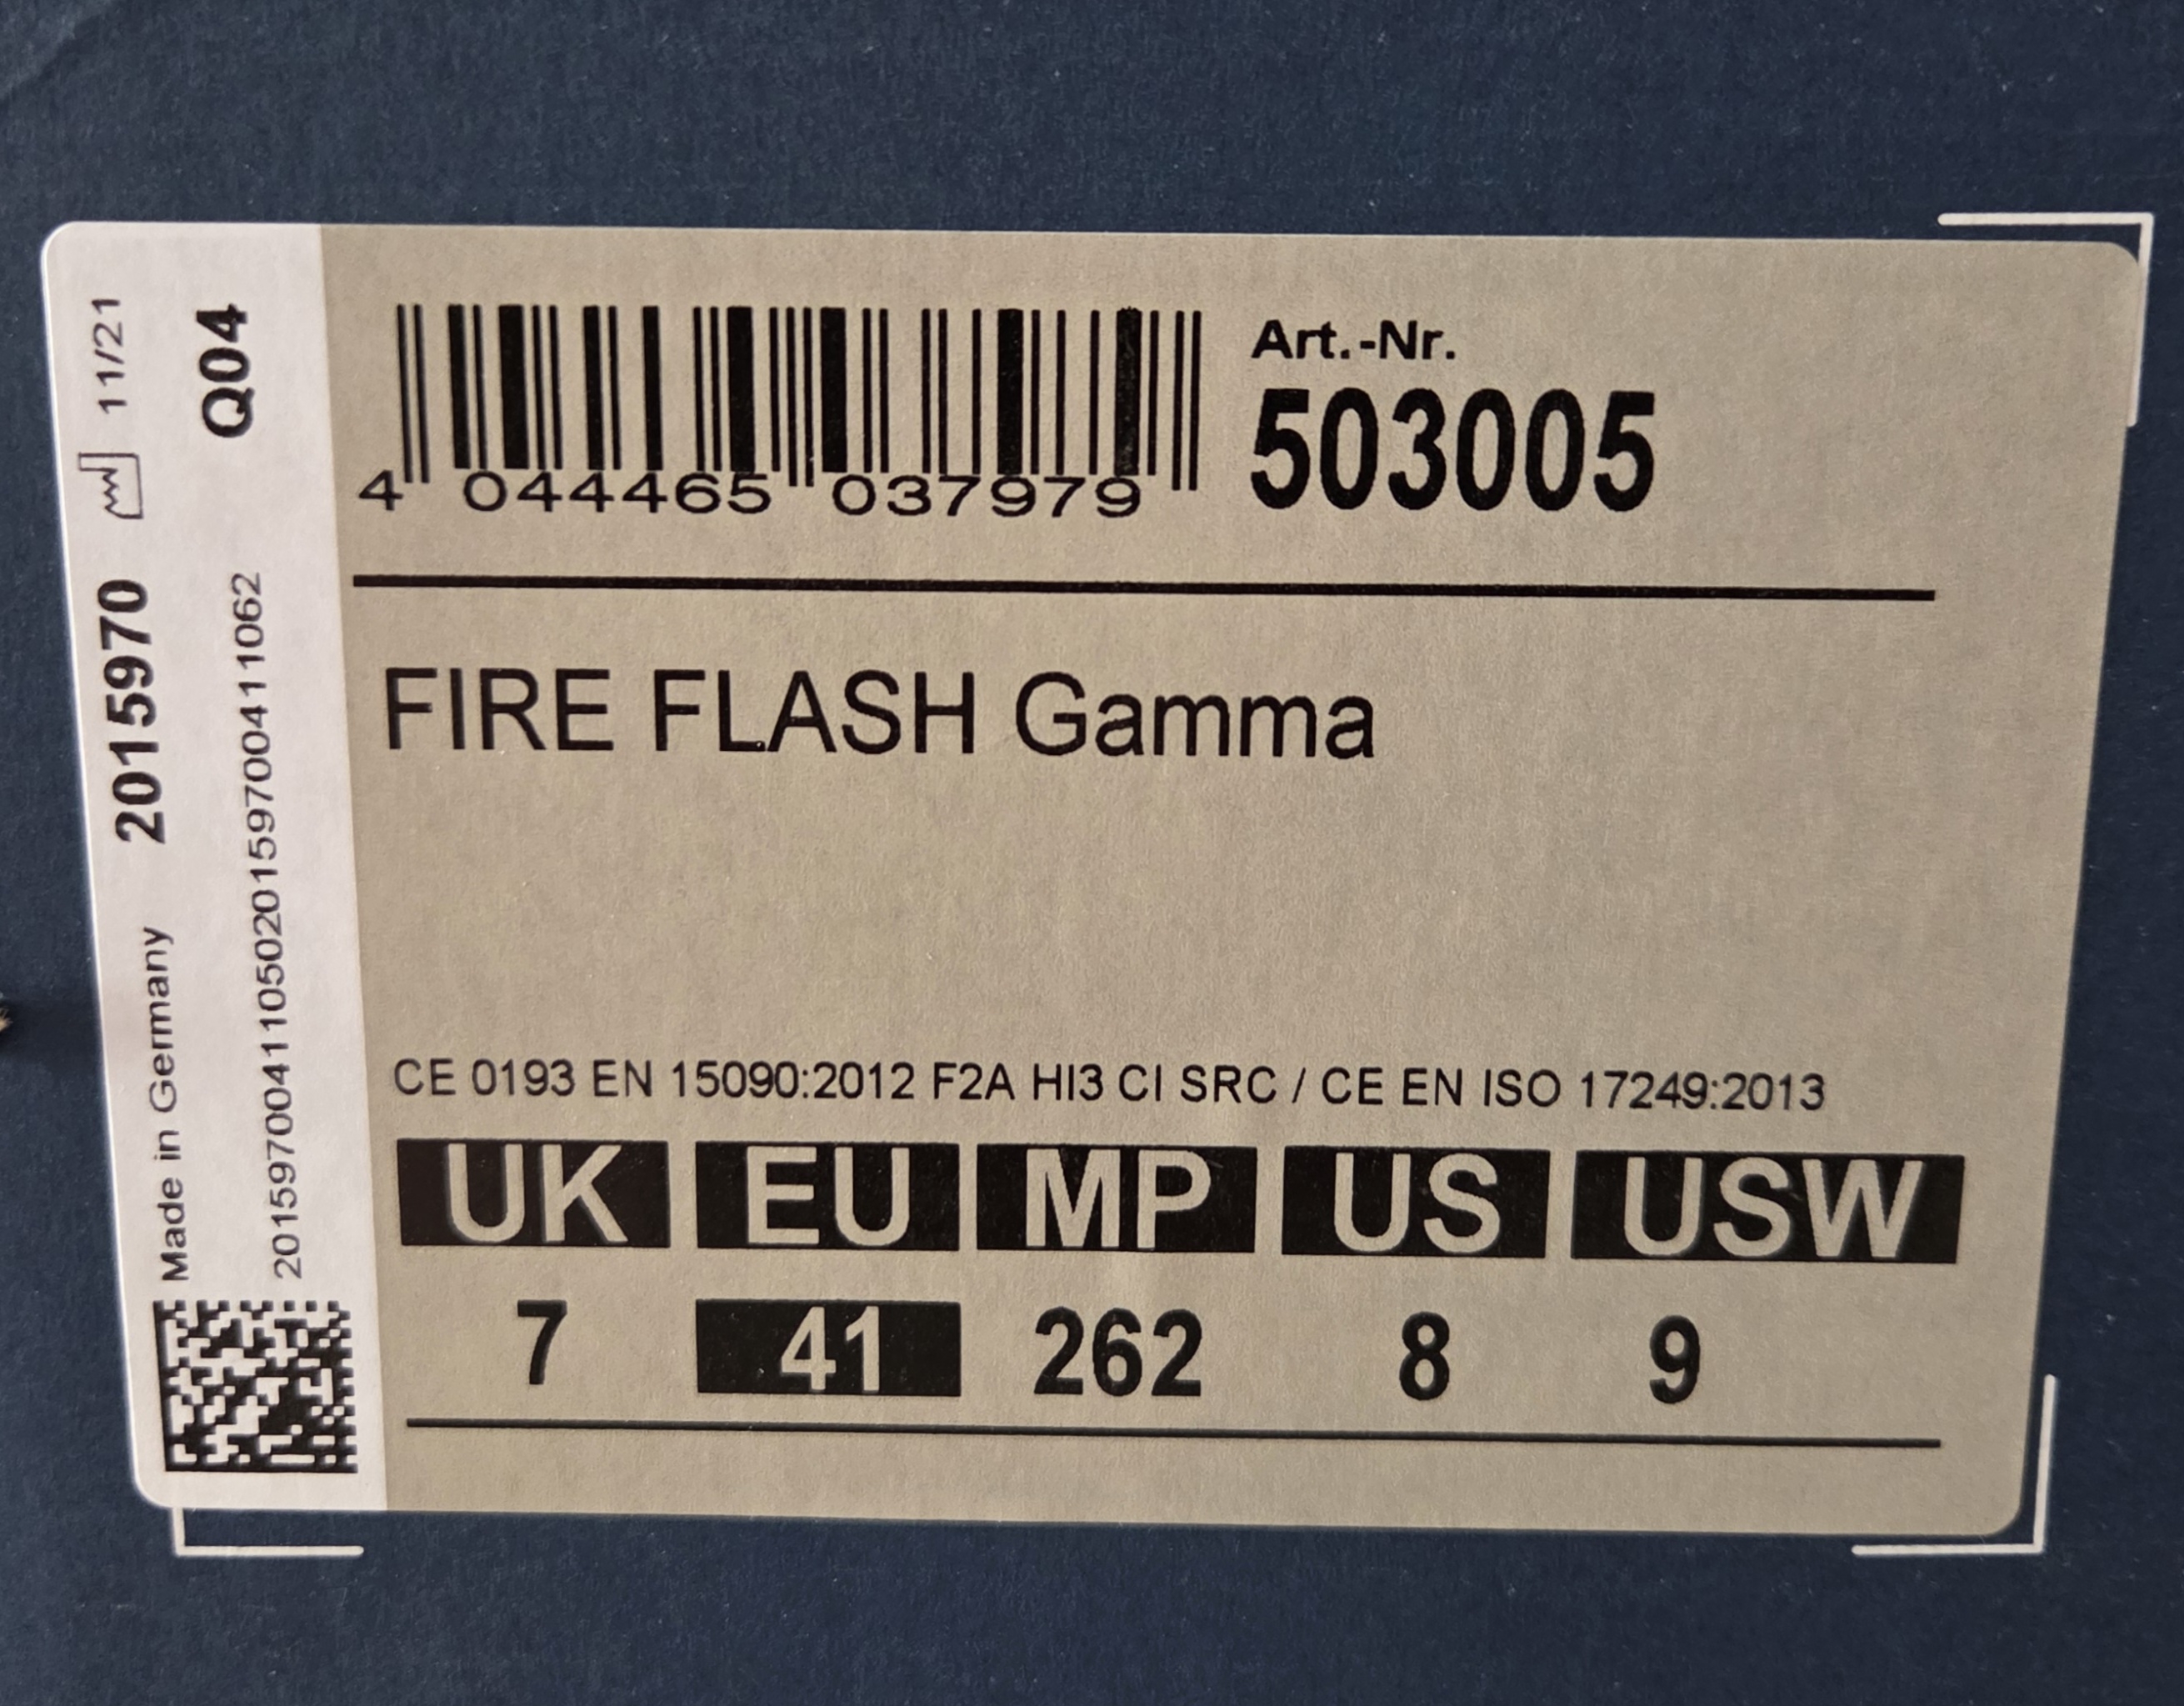 11/21
Q04
2015970
Made in Germany
20159700411050201597004111062
4 044465 037979
Art.-Nr.
503005
FIRE FLASH Gamma
CE 0193 EN 15090:2012 F2A HI3 CI SRC / CE EN ISO 17249:2013
UK EU MP US USW
7 41 262 8 9